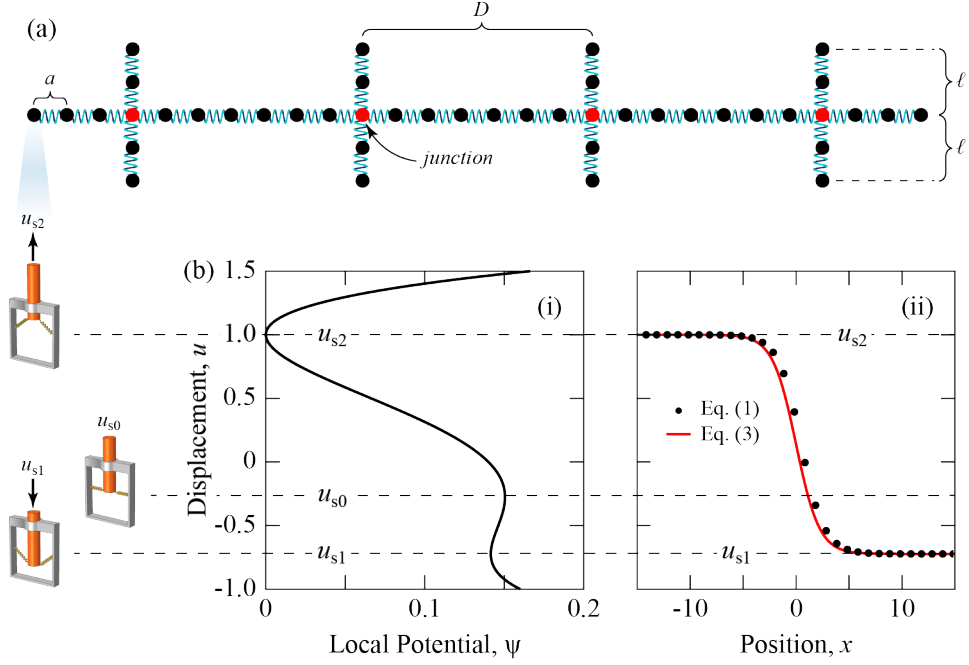 (a)
D
a
ℓ
ℓ
junction
u_s2
(b)
1.5
1.0
0.5
0
-0.5
-1.0
Displacement, u
(i)
u_s2
u_s0
u_s1
0
0.1
0.2
Local Potential, ψ
(ii)
u_s2
Eq. (1)
Eq. (3)
u_s1
-10
0
10
Position, x
u_s0
u_s1